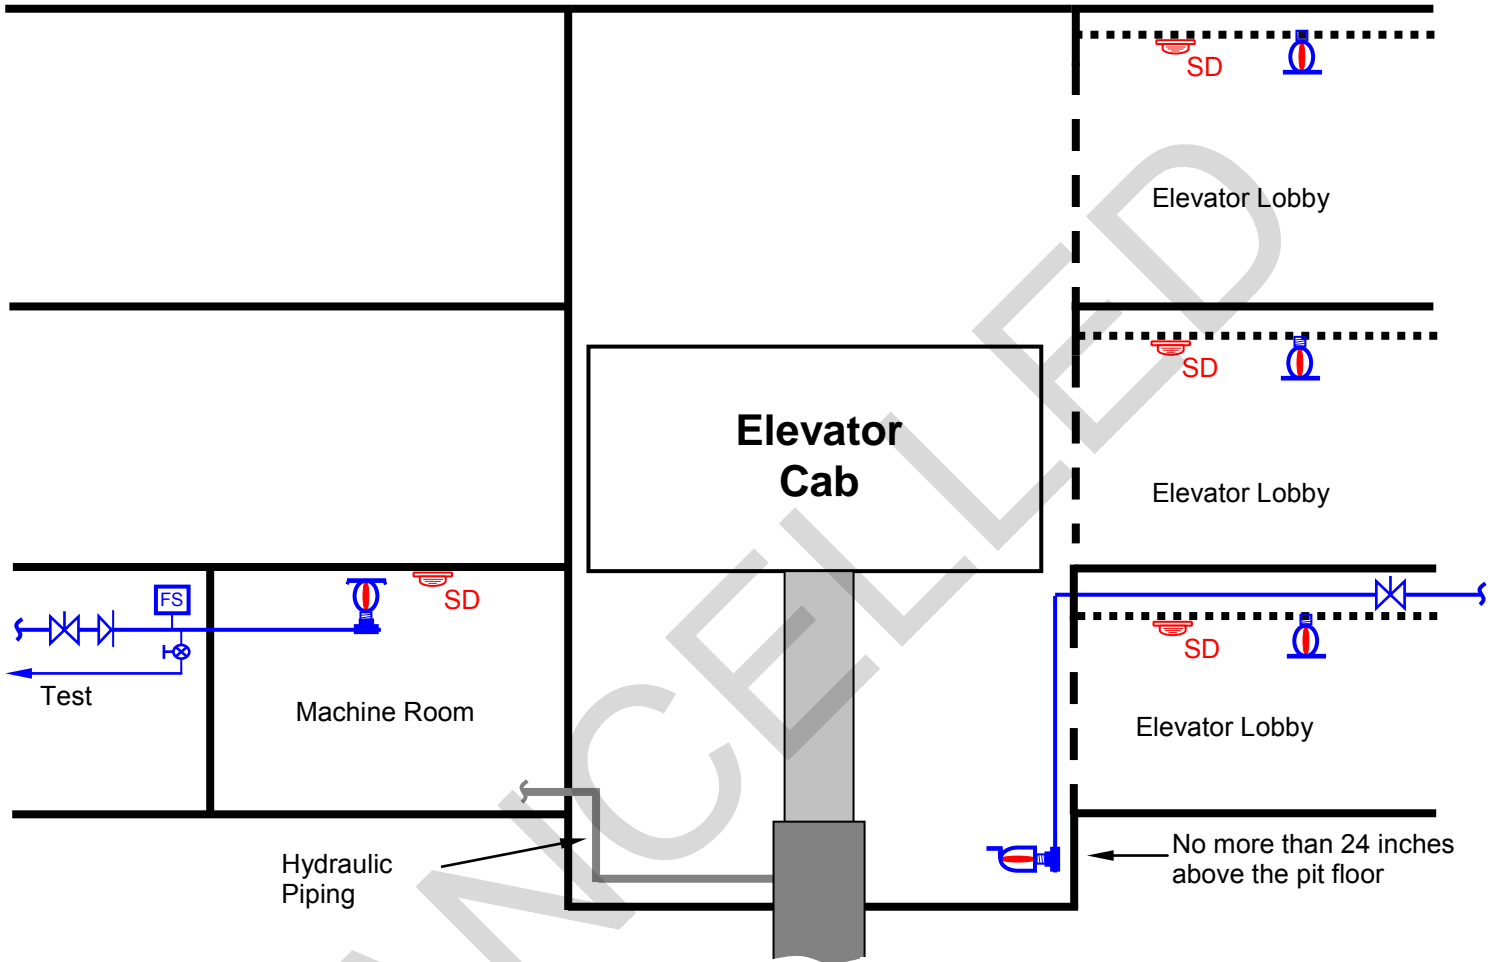 SD
Elevator Lobby
SD
Elevator
Cab
Elevator Lobby
FS
SD
SD
Test
Machine Room
Elevator Lobby
Hydraulic
Piping
No more than 24 inches
above the pit floor
NCELLED